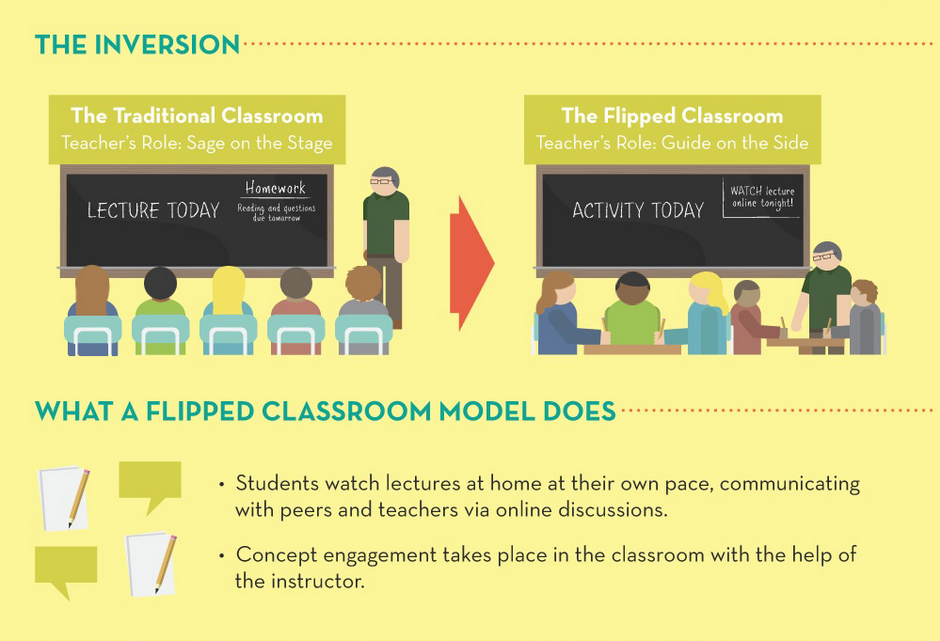 THE INVERSION
The Traditional Classroom
Teacher's Role: Sage on the Stage
LECTURE TODAY
Homework
Reading and questions
due tomorrow
The Flipped Classroom
Teacher's Role: Guide on the Side
ACTIVITY TODAY
WATCH lecture
online tonight!
WHAT A FLIPPED CLASSROOM MODEL DOES
• Students watch lectures at home at their own pace, communicating
with peers and teachers via online discussions.
• Concept engagement takes place in the classroom with the help of
the instructor.